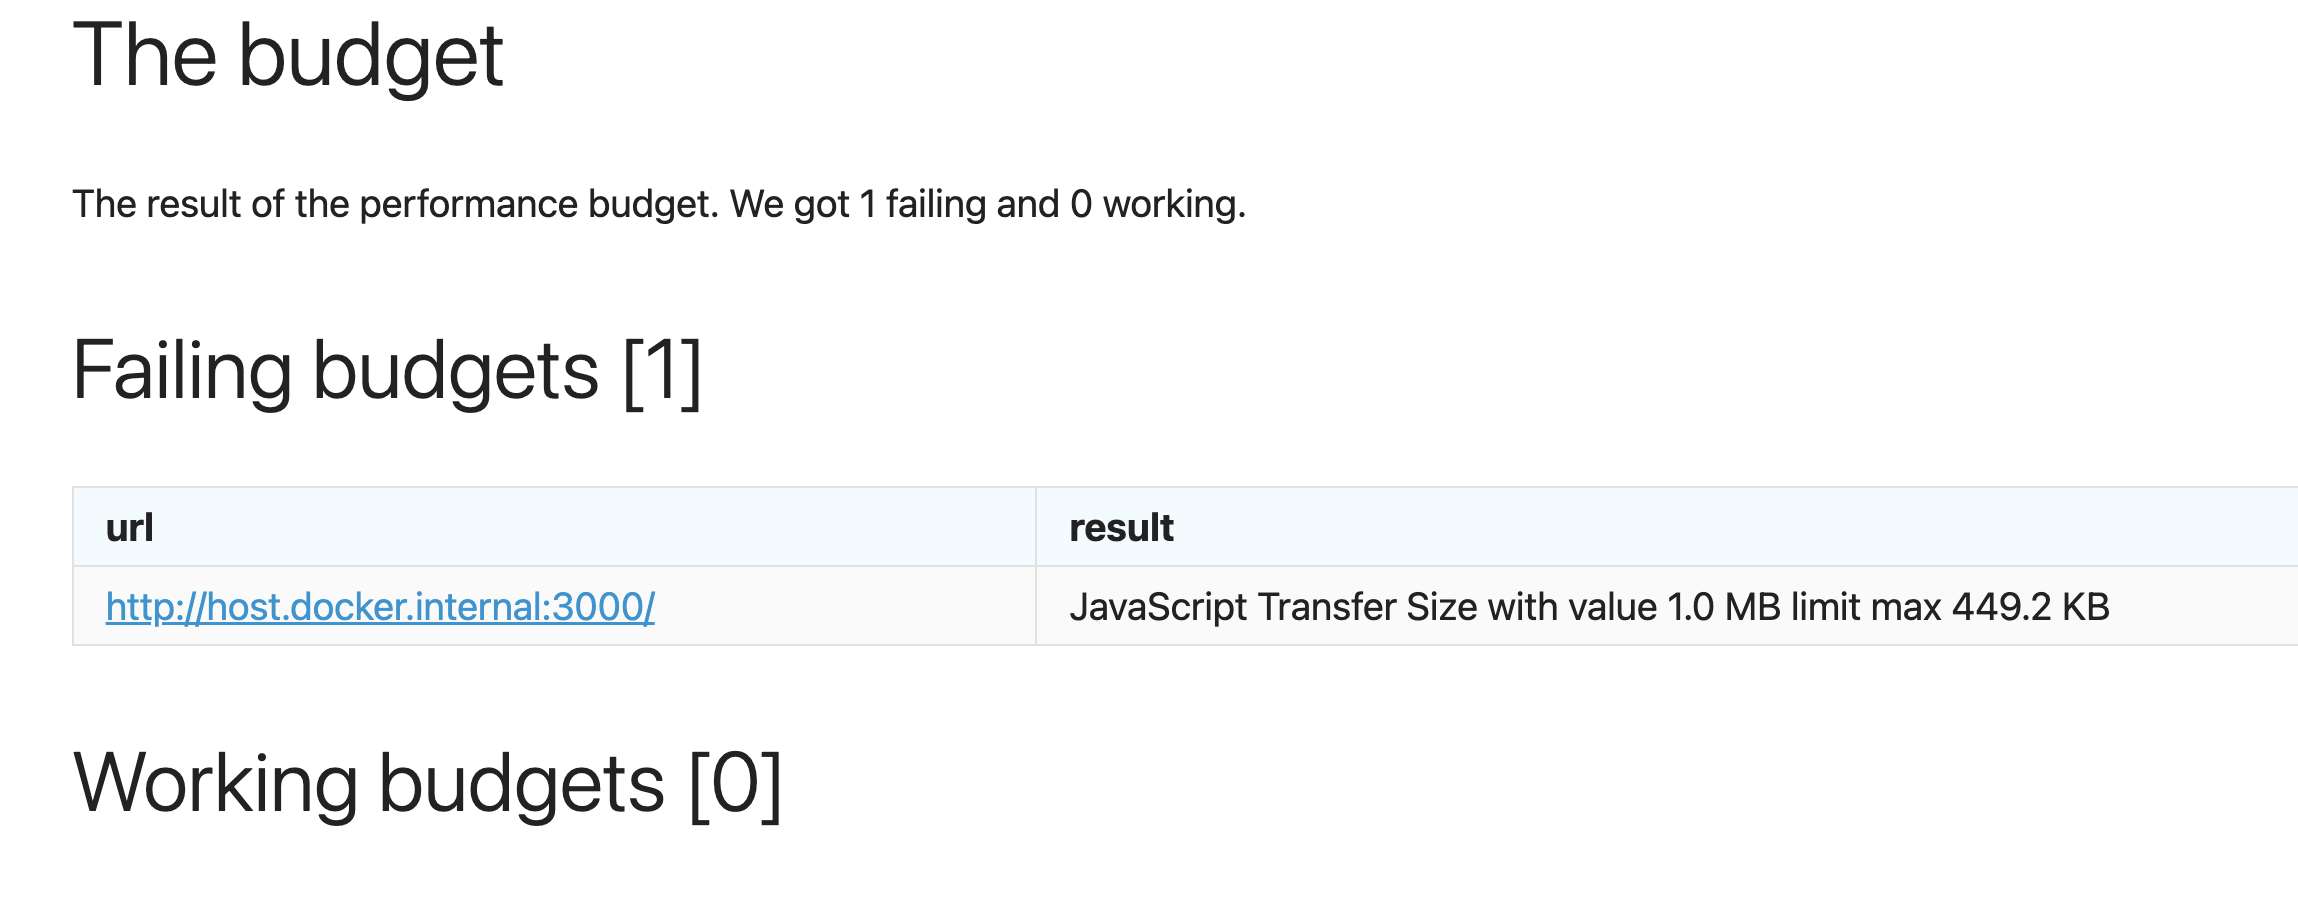 The budget
The result of the performance budget. We got 1 failing and 0 working.
Failing budgets [1]
url result
http://host.docker.internal:3000/ JavaScript Transfer Size with value 1.0 MB limit max 449.2 KB
Working budgets [0]